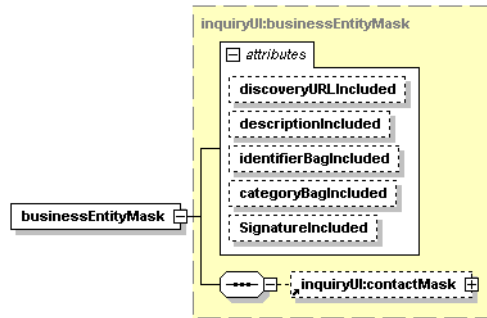 inquiryUI:businessEntityMask
attributes
discoveryURLIncluded
descriptionIncluded
identifierBagIncluded
categoryBagIncluded
SignatureIncluded
businessEntityMask
inquiryUI:contactMask